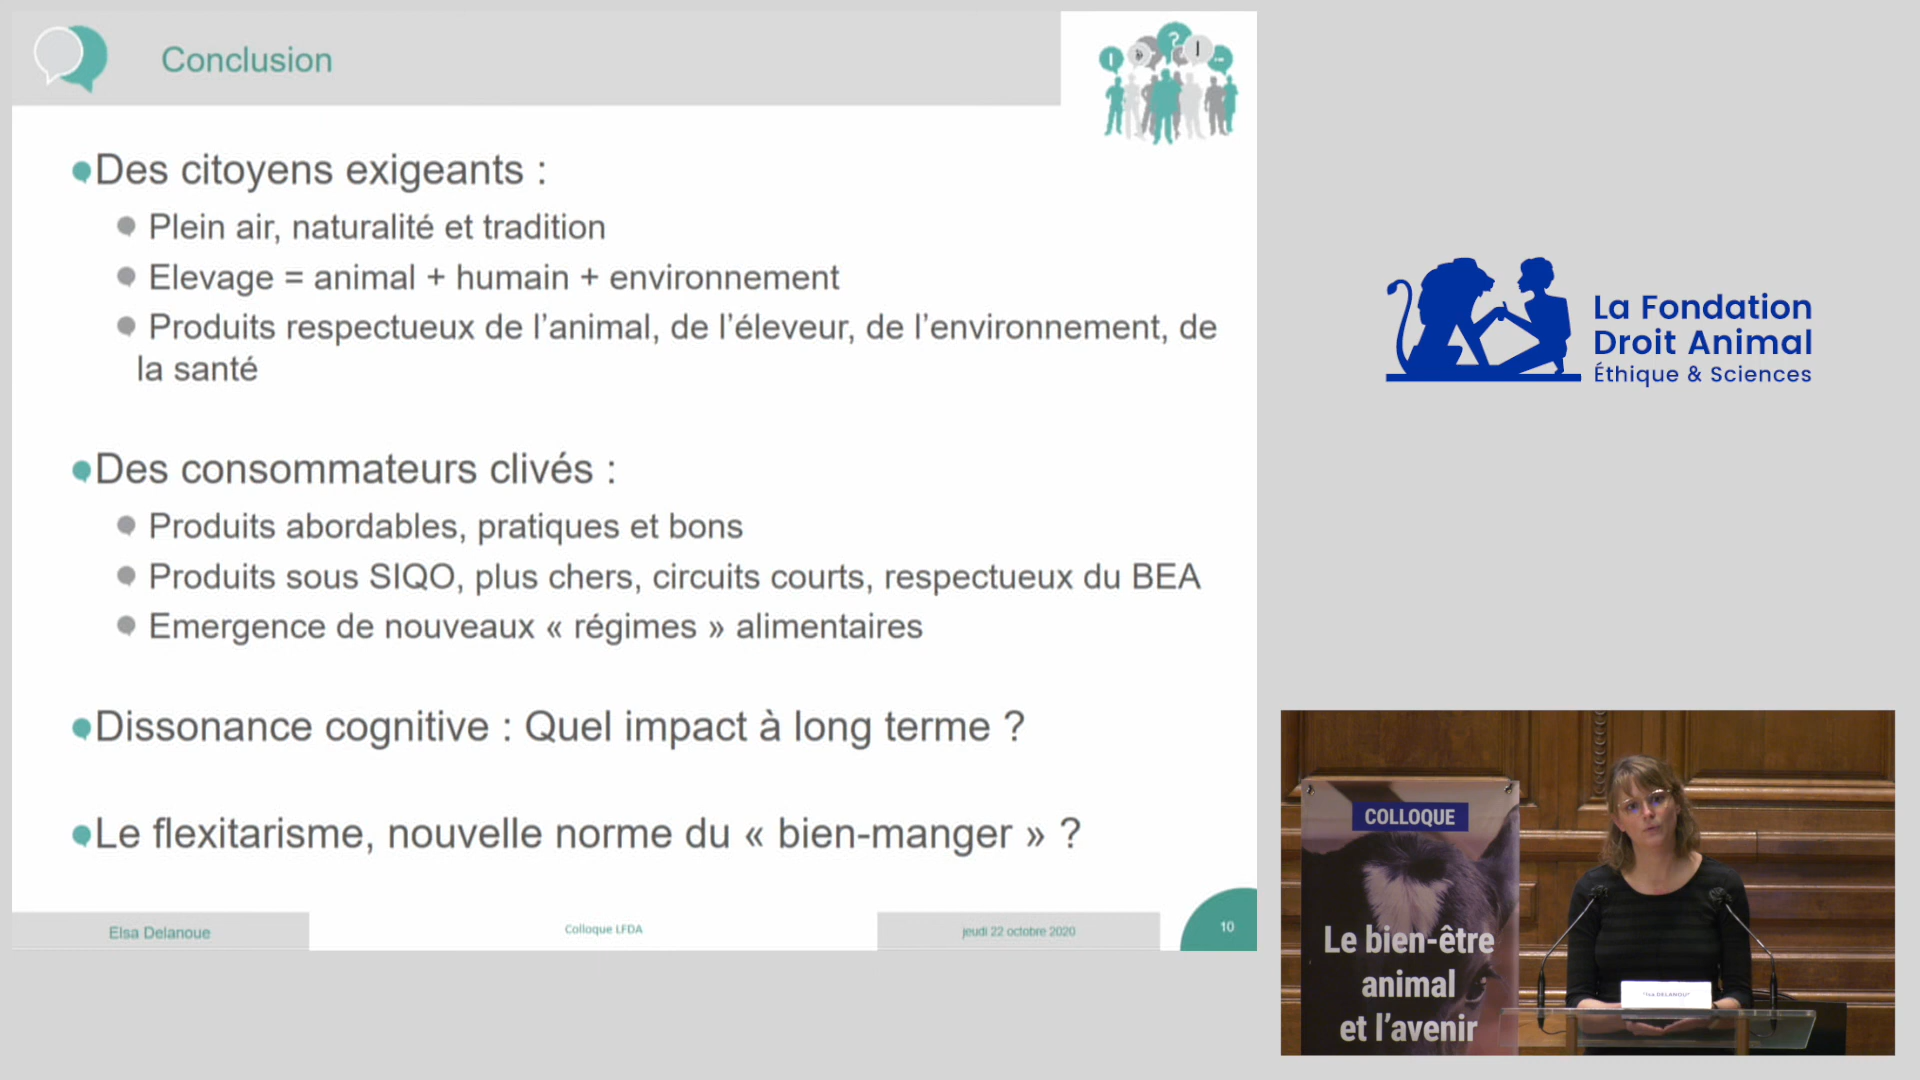 Conclusion
Des citoyens exigeants :
Plein air, naturalité et tradition
Elevage = animal + humain + environnement
Produits respectueux de l’animal, de l’éleveur, de l’environnement, de
la santé
Des consommateurs clivés :
Produits abordables, pratiques et bons
Produits sous SIQO, plus chers, circuits courts, respectueux du BEA
Emergence de nouveaux « régimes » alimentaires
Dissonance cognitive : Quel impact à long terme ?
Le flexitarisme, nouvelle norme du « bien-manger » ?
Elsa Delanoue
Colloque LFDA
jeudi 22 octobre 2020
10
La Fondation
Droit Animal
Éthique & Sciences
COLLOQUE
Le bien-être
animal
et l’avenir